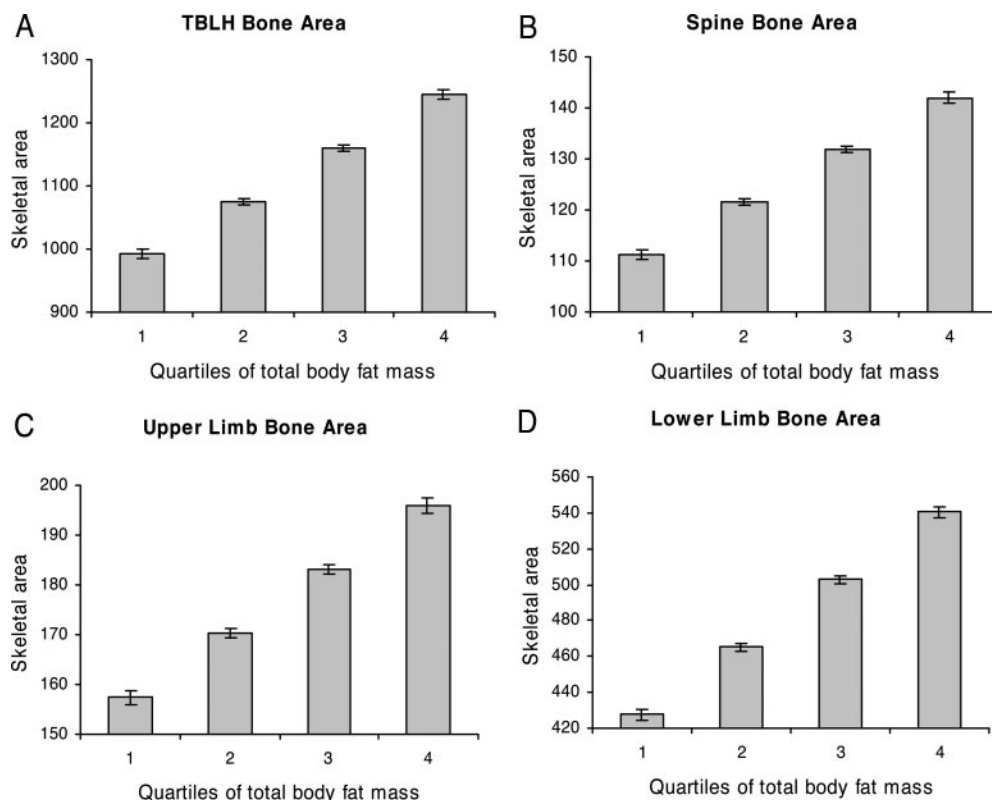 A
TBLH Bone Area
1300
1200
1100
1000
900
Skeletal area
1 2 3 4
Quartiles of total body fat mass
B
Spine Bone Area
150
140
130
120
110
100
Skeletal area
1 2 3 4
Quartiles of total body fat mass
C
Upper Limb Bone Area
200
190
180
170
160
150
Skeletal area
1 2 3 4
Quartiles of total body fat mass
D
Lower Limb Bone Area
560
540
500
460
440
428
420
Skeletal area
1 2 3 4
Quartiles of total body fat mass